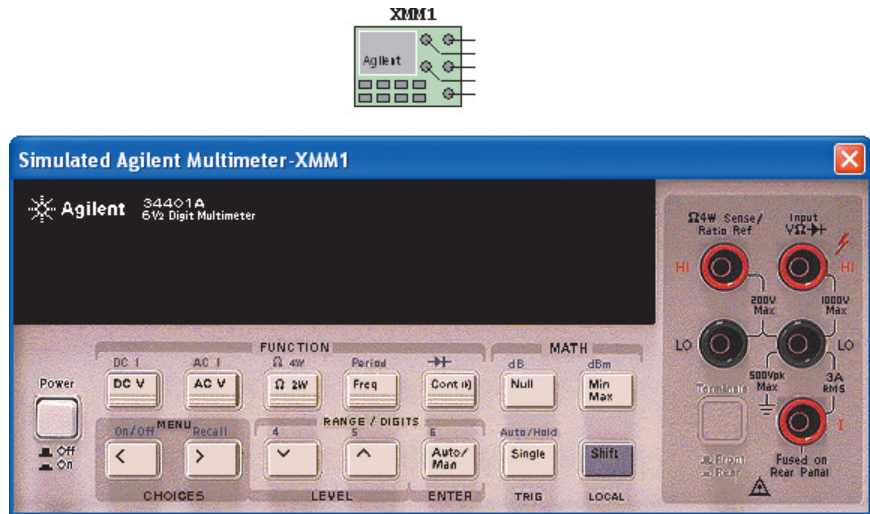 XMM1
Agilent
Simulated Agilent Multimeter-XMM1
Agilent 34401A
6½ Digit Multimeter
Ω4W Sense/ Ratio Ref
Input VΩ
HI
HI
200V Max
1000V Max
LO
LO
500Vpk Max
3A RMS
Terminals
I
Front
Rear
Fused on Rear Panal
FUNCTION
MATH
DC I
AC I
Ω 4W
Period
dB
dBm
Power
DC V
AC V
Ω 2W
Freq
Cont
Null
Min Max
Off
On
MENU
RANGE / DIGITS
On/Off
Recall
4
5
6
Auto/Hold
<
>
Auto/ Man
Single
Shift
CHOICES
LEVEL
ENTER
TRIG
LOCAL